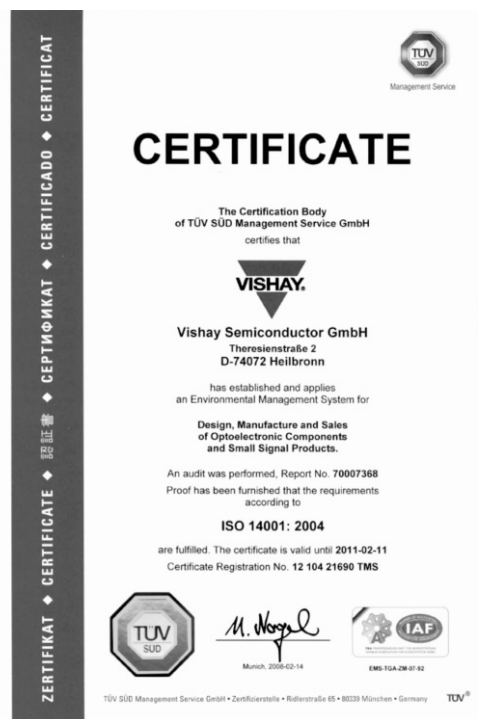 TÜV
SÜD
Management Service
CERTIFICATE
The Certification Body
of TÜV SÜD Management Service GmbH
certifies that
VISHAY.
Vishay Semiconductor GmbH
Theresienstraße 2
D-74072 Heilbronn
has established and applies
an Environmental Management System for
Design, Manufacture and Sales
of Optoelectronic Components
and Small Signal Products.
An audit was performed, Report No. 70007368
Proof has been furnished that the requirements
according to
ISO 14001: 2004
are fulfilled. The certificate is valid until 2011-02-11
Certificate Registration No. 12 104 21690 TMS
TÜV
SÜD
Munich, 2008-02-14
IAF
EMS-TGA-ZM-07-92
TÜV SÜD Management Service GmbH • Zertifizierstelle • Ridlerstraße 65 • 80339 München • Germany
TÜV®
ZERTIFIKAT ◆ CERTIFICATE ◆ 認証書 ◆ СЕРТИФИКАТ ◆ CERTIFICADO ◆ CERTIFICAT